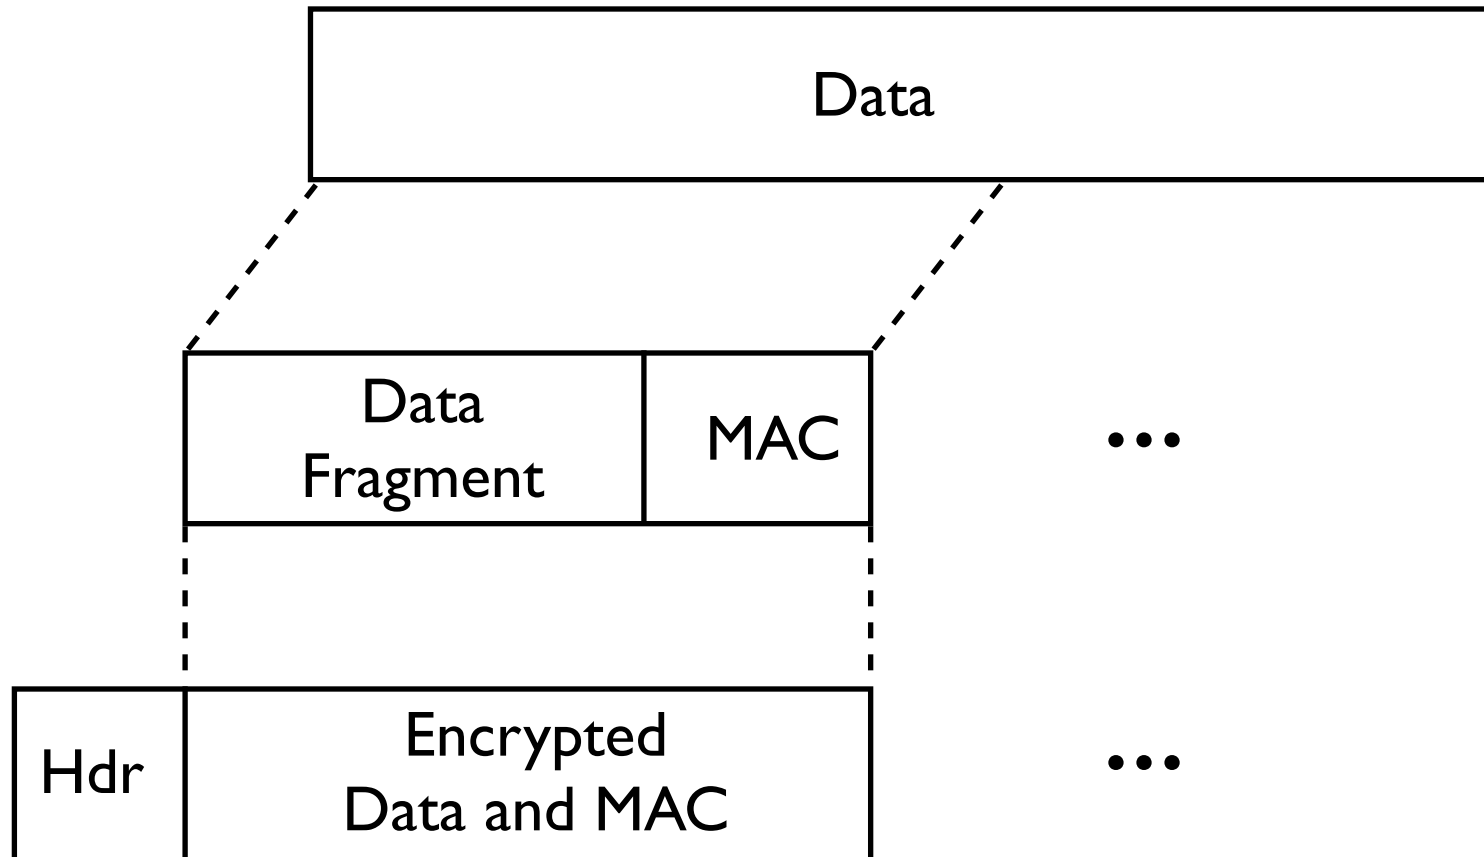 Data
Data
Fragment
MAC
...
Hdr
Encrypted
Data and MAC
...